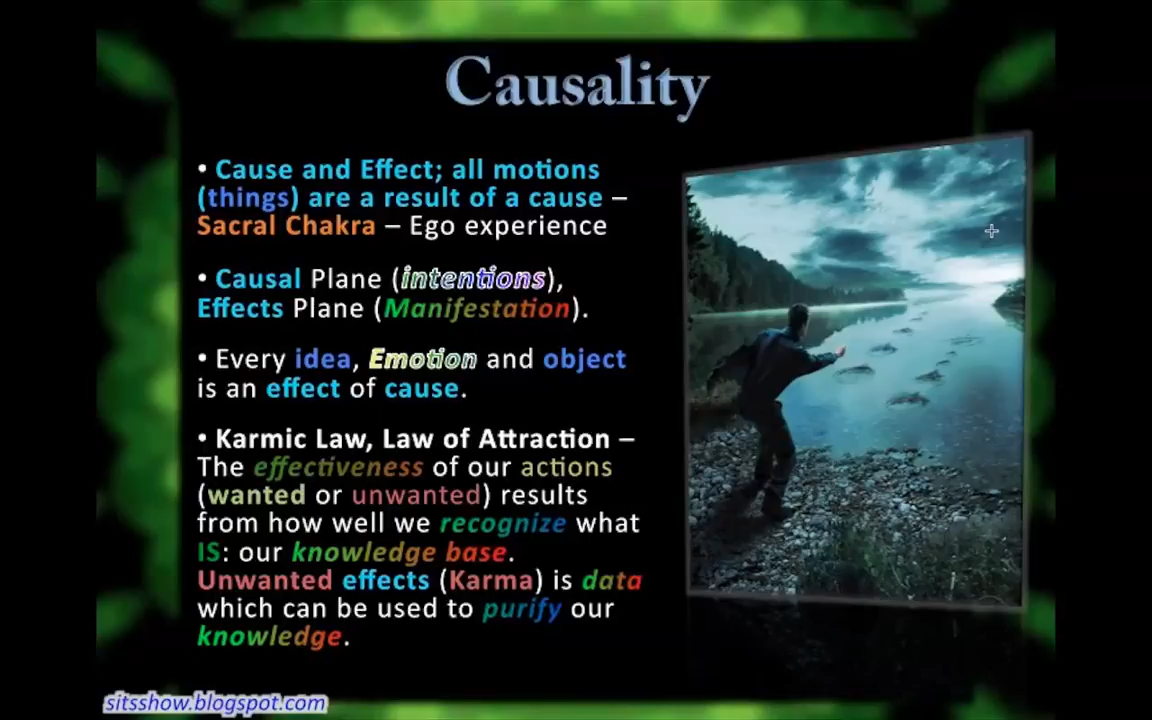 Causality
• Cause and Effect; all motions
(things) are a result of a cause –
Sacral Chakra – Ego experience
• Causal Plane (intentions),
Effects Plane (Manifestation).
• Every idea, Emotion and object
is an effect of cause.
• Karmic Law, Law of Attraction –
The effectiveness of our actions
(wanted or unwanted) results
from how well we recognize what
IS: our knowledge base.
Unwanted effects (Karma) is data
which can be used to purify our
knowledge.
sitsshow.blogspot.com